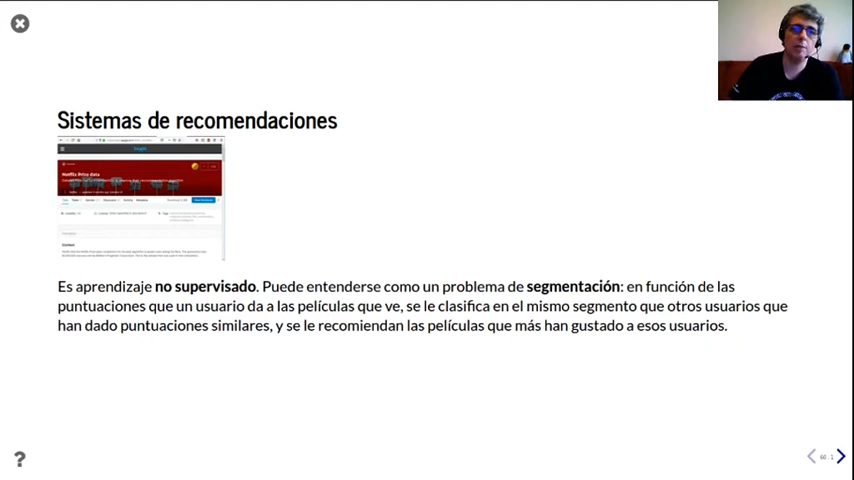 Sistemas de recomendaciones
Netflix Prize data
Es aprendizaje no supervisado. Puede entenderse como un problema de segmentación: en función de las
puntuaciones que un usuario da a las películas que ve, se le clasifica en el mismo segmento que otros usuarios que
han dado puntuaciones similares, y se le recomiendan las películas que más han gustado a esos usuarios.
?
66.1